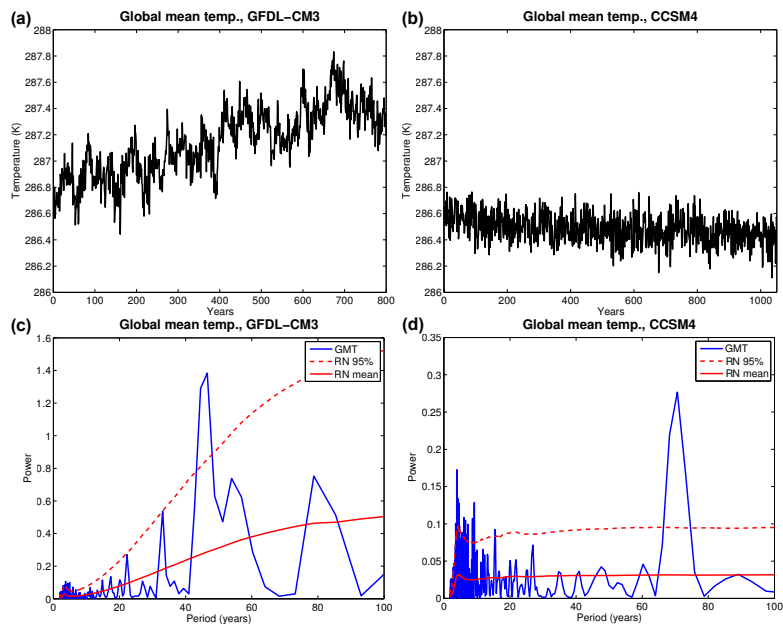 (a) Global mean temp., GFDL−CM3
288
287.8
287.6
287.4
287.2
287
286.8
286.6
286.4
286.2
286
Temperature (K)
0 100 200 300 400 500 600 700 800
Years
(b) Global mean temp., CCSM4
288
287.8
287.6
287.4
287.2
287
286.8
286.6
286.4
286.2
286
Temperature (K)
0 200 400 600 800 1000
Years
(c) Global mean temp., GFDL−CM3
1.6
1.4
1.2
1
0.8
0.6
0.4
0.2
0
Power
GMT
RN 95%
RN mean
0 20 40 60 80 100
Period (years)
(d) Global mean temp., CCSM4
0.35
0.3
0.25
0.2
0.15
0.1
0.05
0
Power
GMT
RN 95%
RN mean
0 20 40 60 80 100
Period (years)